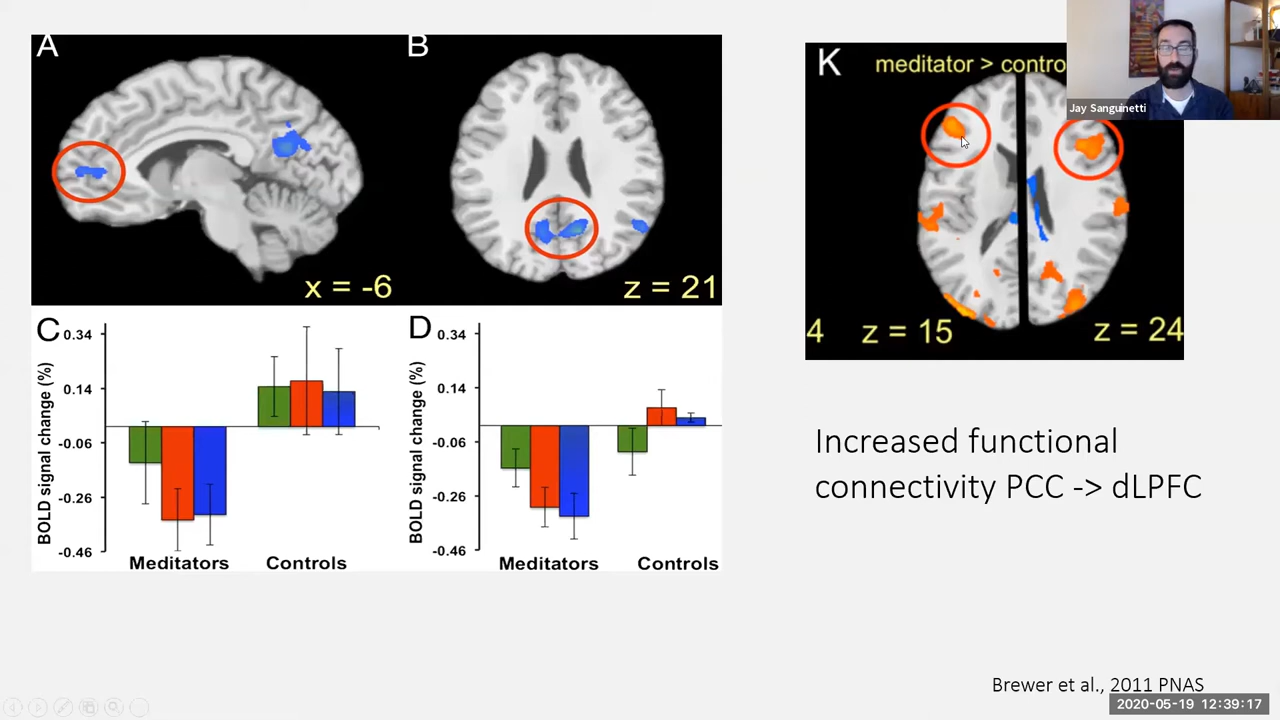 A
B
x = -6
z = 21
C
0.34
0.14
-0.06
-0.26
-0.46
BOLD signal change (%)
Meditators
Controls
D
0.34
0.14
-0.06
-0.26
-0.46
BOLD signal change (%)
Meditators
Controls
K
meditator > contro
Jay Sanguinetti
4
z = 15
z = 24
Increased functional
connectivity PCC -> dLPFC
Brewer et al., 2011 PNAS
2020-05-19 12:39:17